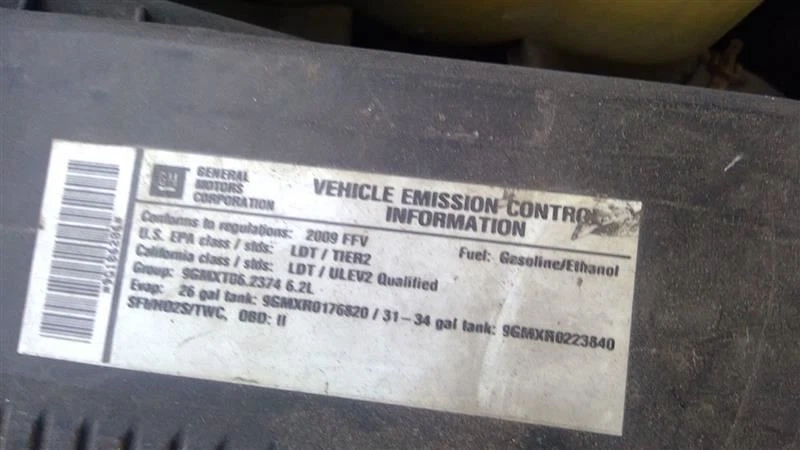 GM
GENERAL
MOTORS
CORPORATION
VEHICLE EMISSION CONTROL
INFORMATION
Conforms to regulations: 2009 FFV
Fuel: Gasoline/Ethanol
U.S. EPA class / stds: LDT / TIER2
California class / stds: LDT / ULEV2 Qualified
Group: 9GMXT06.2374 6.2L
Evap: 26 gal tank: 9GMXR0176820 / 31-34 gal tank: 9GMXR0223840
SFI/HO2S/TWC, OBD: II